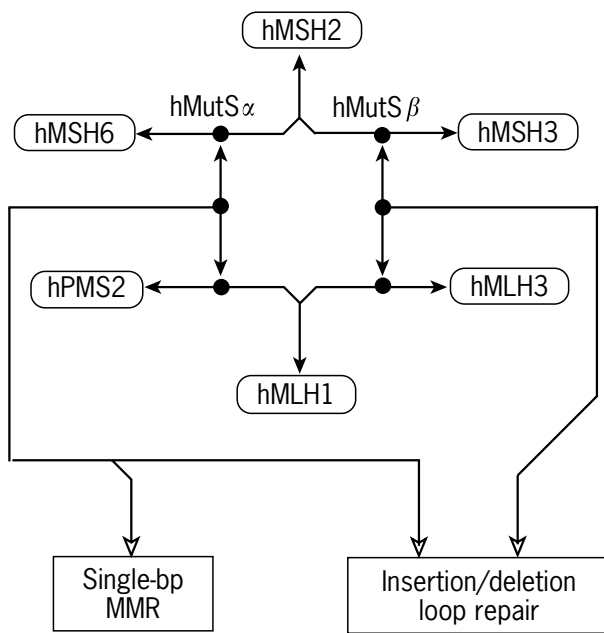 hMSH2
hMutSα
hMutSβ
hMSH6
hMSH3
hPMS2
hMLH3
hMLH1
Single-bp
MMR
Insertion/deletion
loop repair